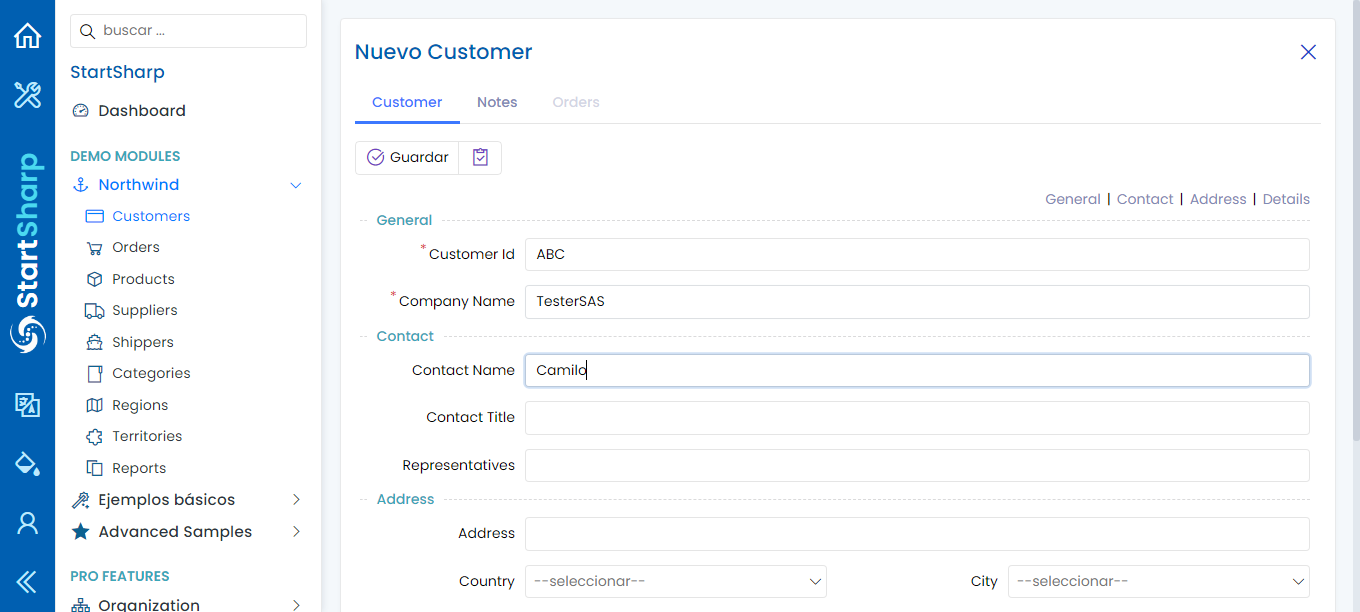 buscar ...
StartSharp
Dashboard
DEMO MODULES
Northwind
Customers
Orders
Products
Suppliers
Shippers
Categories
Regions
Territories
Reports
Ejemplos básicos
Advanced Samples
PRO FEATURES
Organization
StartSharp
Nuevo Customer
Customer Notes Orders
Guardar
General | Contact | Address | Details
General
* Customer Id ABC
* Company Name TesterSAS
Contact
Contact Name Camilo
Contact Title
Representatives
Address
Address
Country --seleccionar-- City --seleccionar--